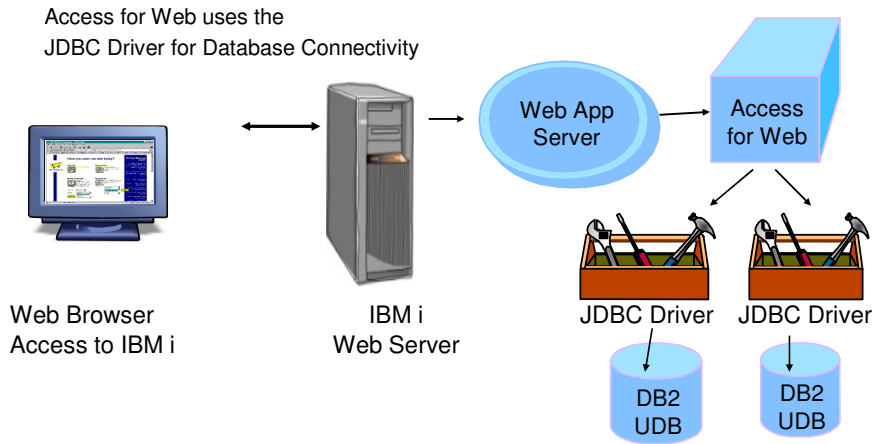 Access for Web uses the
JDBC Driver for Database Connectivity
Web App
Server
Access
for Web
Web Browser
Access to IBM i
IBM i
Web Server
JDBC Driver
JDBC Driver
DB2
UDB
DB2
UDB